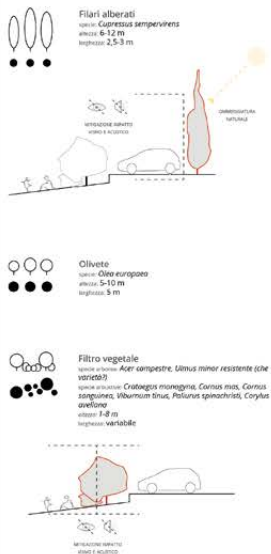 Filari alberati
specie: Cupressus sempervirens
altezza: 6-12 m
larghezza: 2,5-3 m
MITIGAZIONE IMPATTO
VISIVO E ACUSTICO
OMBREGGIATURA
NATURALE
Olivete
specie: Olea europaea
altezza: 5-10 m
larghezza: 5 m
Filtro vegetale
specie arboree: Acer campestre, Ulmus minor resistente (che
varietà?)
specie arbustive: Crataegus monogyna, Cornus mas, Cornus
sanguinea, Viburnum tinus, Paliurus spinachristi, Corylus
avellana
altezza: 1-8 m
larghezza: variabile
MITIGAZIONE IMPATTO
VISIVO E ACUSTICO